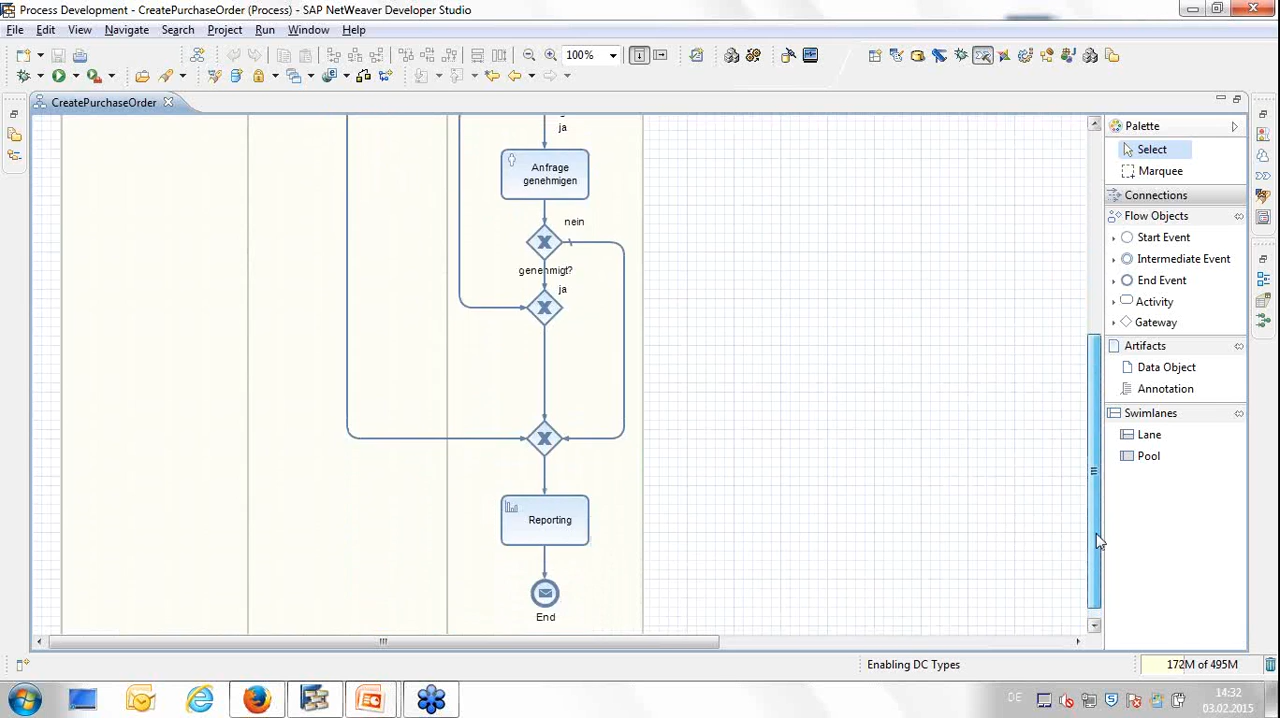 Process Development - CreatePurchaseOrder (Process) - SAP NetWeaver Developer Studio
File Edit View Navigate Search Project Run Window Help
100%
CreatePurchaseOrder
ja
Anfrage
genehmigen
nein
genehmigt?
ja
Reporting
End
Palette
Select
Marquee
Connections
Flow Objects
Start Event
Intermediate Event
End Event
Activity
Gateway
Artifacts
Data Object
Annotation
Swimlanes
Lane
Pool
Enabling DC Types
172M of 495M
DE
14:32
03.02.2015